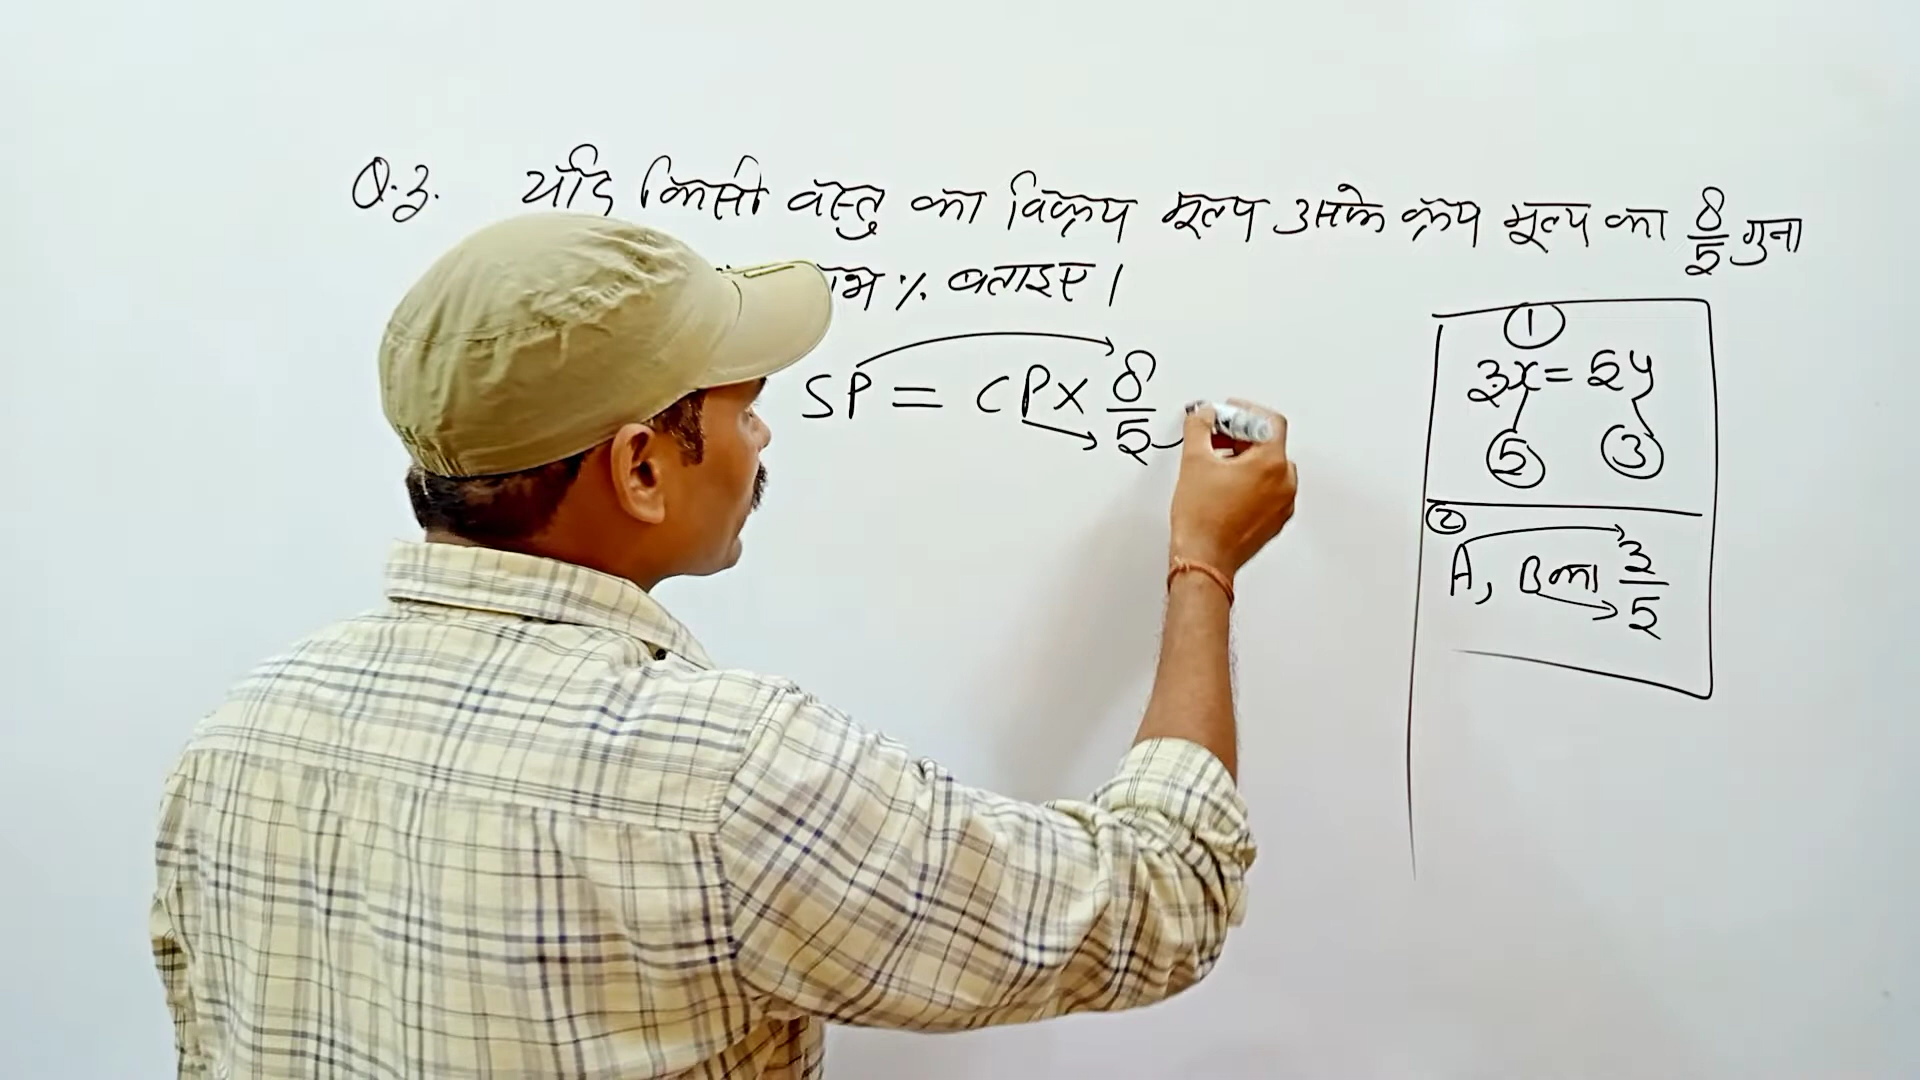 Q.3. यदि किसी वस्तु का विक्रय मूल्य उसके क्रय मूल्य का 8/5 गुना
% बताइए।
SP = CP× 8/5
①
3x = 5y
⑤ ③
②
A, B का 3/5